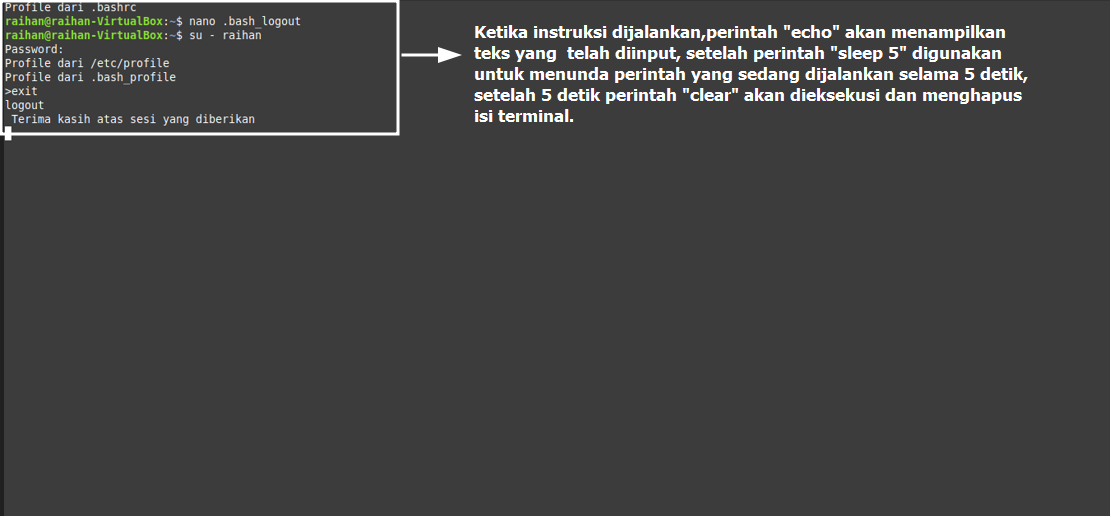 Profile dari .bashrc
raihan@raihan-VirtualBox:~$ nano .bash_logout
raihan@raihan-VirtualBox:~$ su - raihan
Password:
Profile dari /etc/profile
Profile dari .bash_profile
>exit
logout
Terima kasih atas sesi yang diberikan
Ketika instruksi dijalankan,perintah "echo" akan menampilkan
teks yang  telah diinput, setelah perintah "sleep 5" digunakan
untuk menunda perintah yang sedang dijalankan selama 5 detik,
setelah 5 detik perintah "clear" akan dieksekusi dan menghapus
isi terminal.